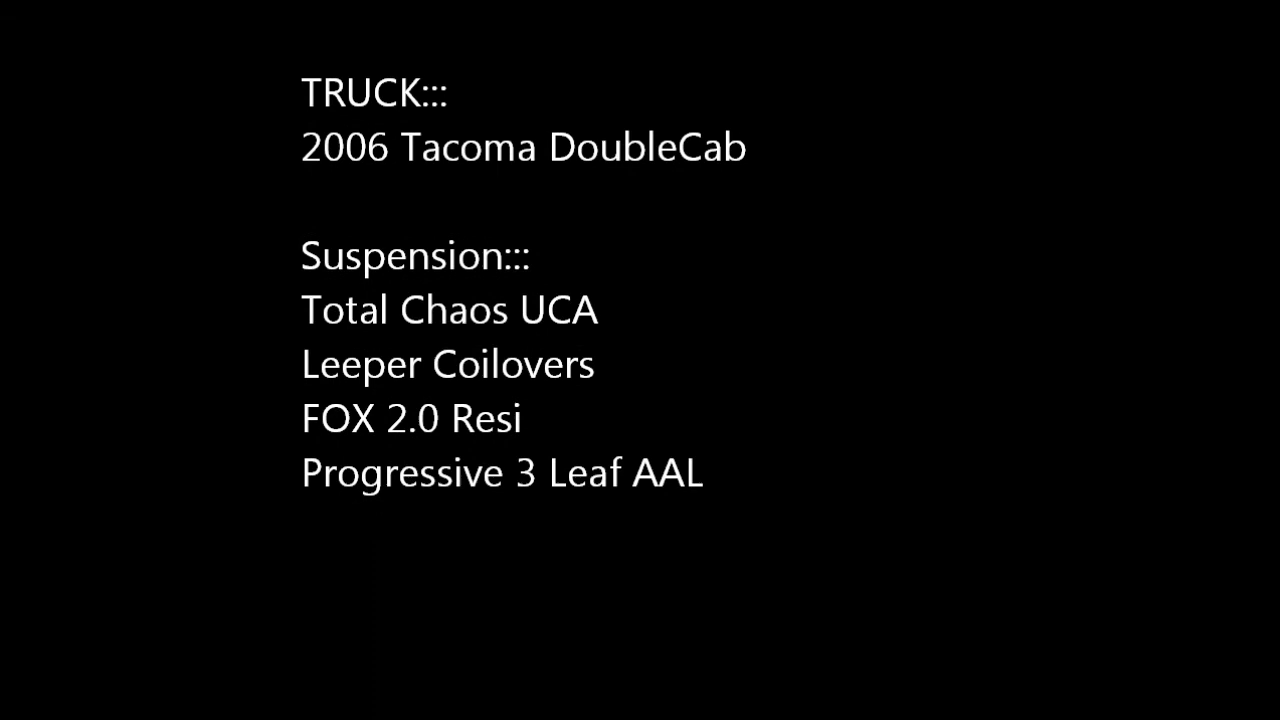 TRUCK:::
2006 Tacoma DoubleCab
Suspension:::
Total Chaos UCA
Leeper Coilovers
FOX 2.0 Resi
Progressive 3 Leaf AAL